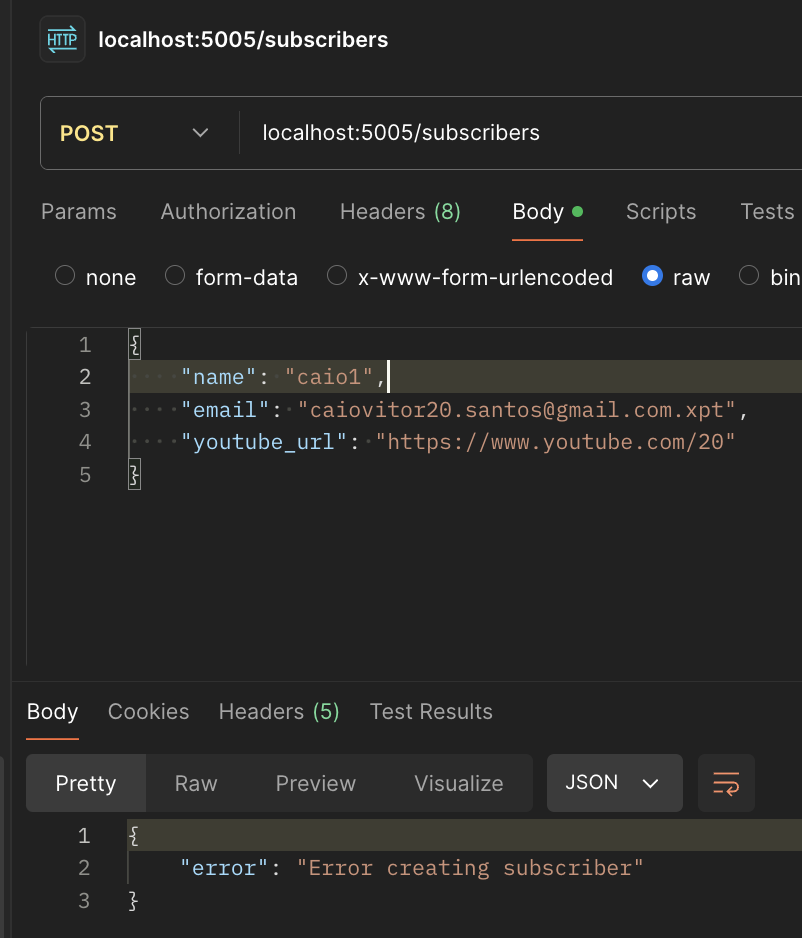 HTTP localhost:5005/subscribers
POST localhost:5005/subscribers
Params Authorization Headers (8) Body Scripts Tests
none form-data x-www-form-urlencoded raw bin
1 {
2 "name": "caio1",
3 "email": "caiovitor20.santos@gmail.com.xpt",
4 "youtube_url": "https://www.youtube.com/20"
5 }
Body Cookies Headers (5) Test Results
Pretty Raw Preview Visualize JSON
1 {
2 "error": "Error creating subscriber"
3 }